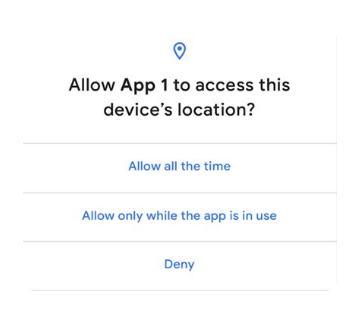 Allow App 1 to access this
device's location?
Allow all the time
Allow only while the app is in use
Deny